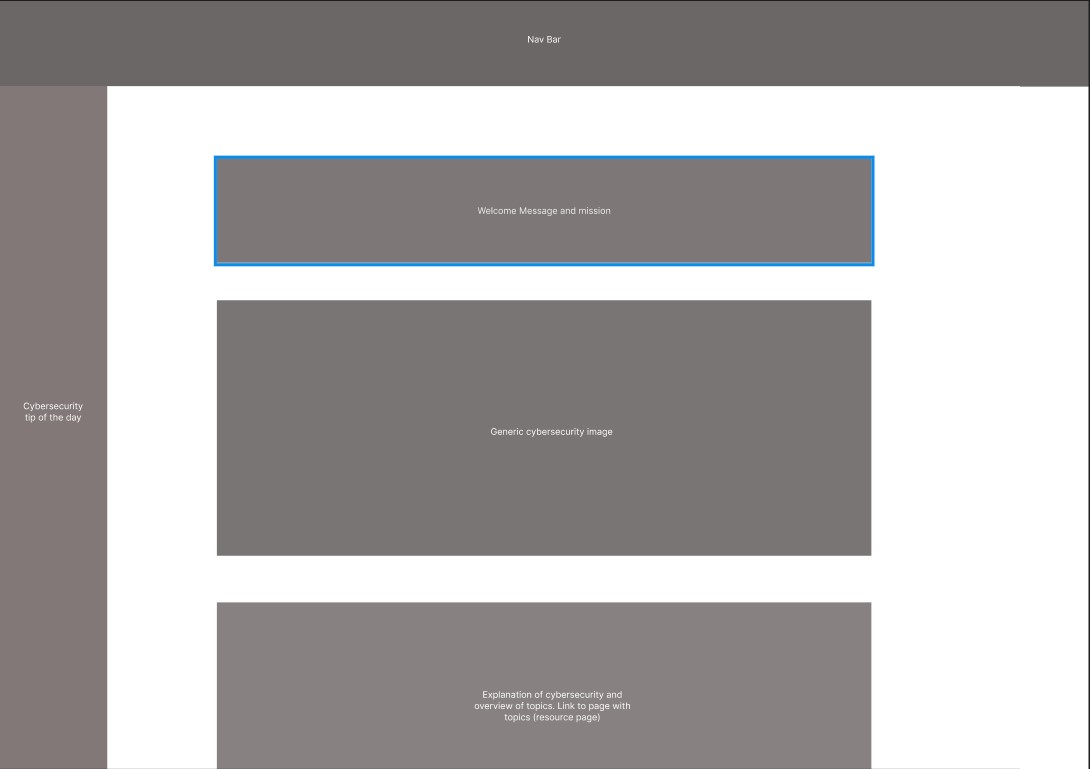 Nav Bar
Welcome Message and mission
Cybersecurity
tip of the day
Generic cybersecurity image
Explanation of cybersecurity and
overview of topics. Link to page with
topics (resource page)